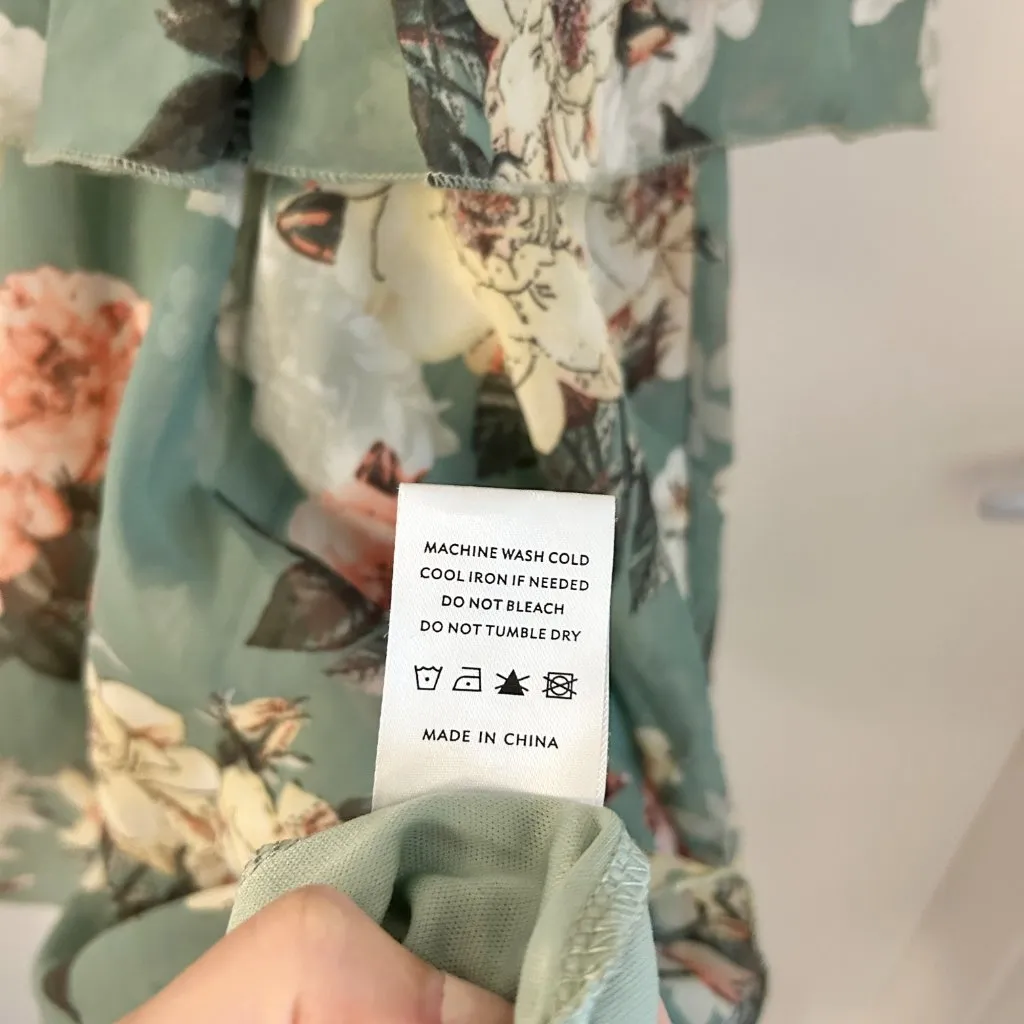 MACHINE WASH COLD
COOL IRON IF NEEDED
DO NOT BLEACH
DO NOT TUMBLE DRY
MADE IN CHINA